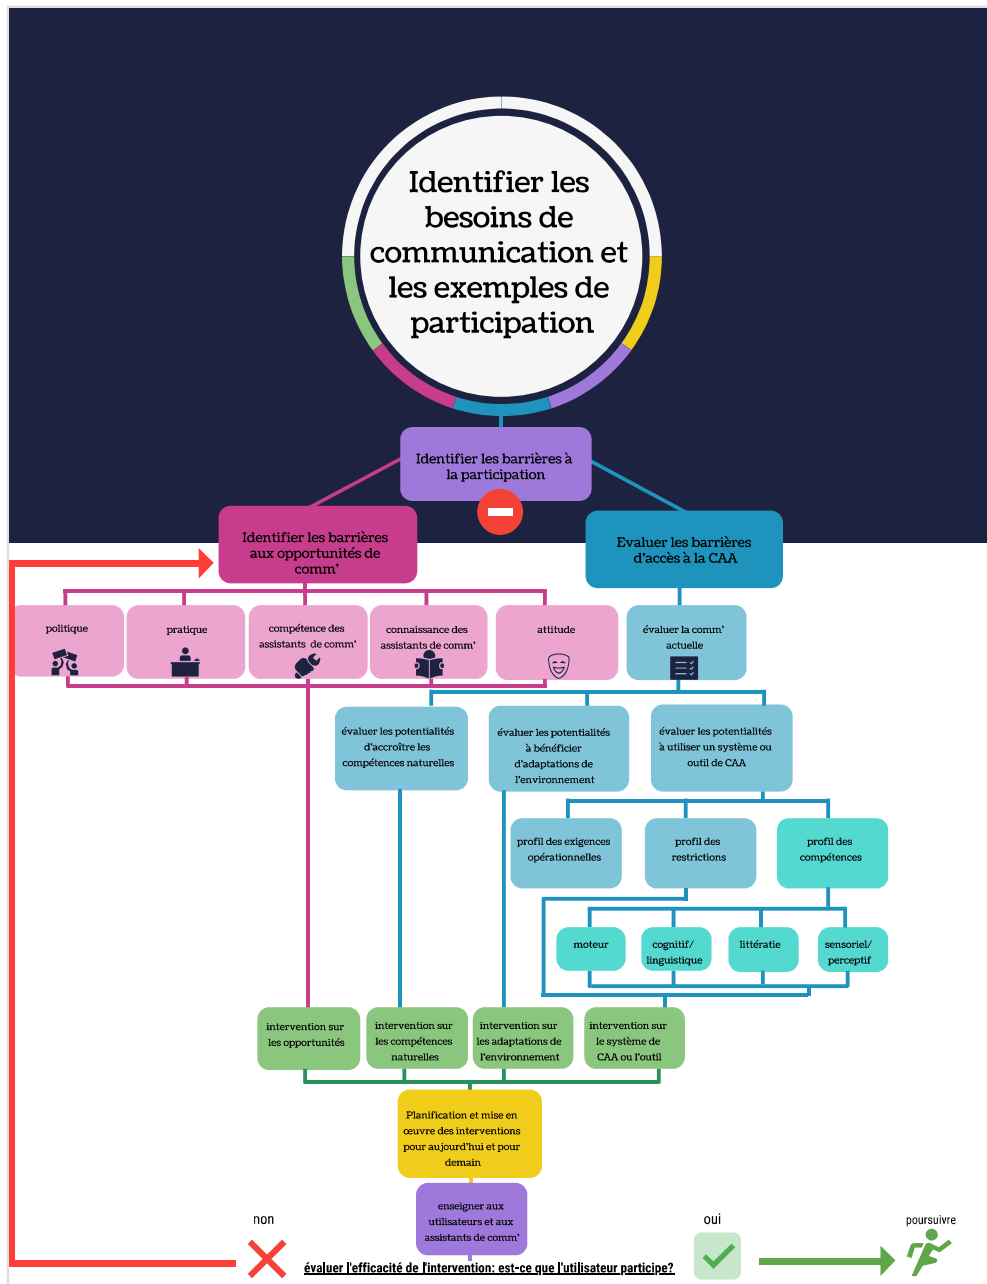 Identifier les
besoins de
communication et
les exemples de
participation
Identifier les barrières à
la participation
Identifier les barrières
aux opportunités de
comm'
Evaluer les barrières
d'accès à la CAA
politique
pratique
compétence des
assistants de comm'
connaissance des
assistants de comm'
attitude
évaluer la comm'
actuelle
évaluer les potentialités
d'accroître les
compétences naturelles
évaluer les potentialités
à bénéficier
d'adaptations de
l'environnement
évaluer les potentialités
à utiliser un système ou
outil de CAA
profil des exigences
opérationnelles
profil des
restrictions
profil des
compétences
moteur
cognitif/
linguistique
littératie
sensoriel/
perceptif
intervention sur
les opportunités
intervention sur
les compétences
naturelles
intervention sur
les adaptations de
l'environnement
intervention sur
le système de
CAA ou l'outil
Planification et mise en
œuvre des interventions
pour aujourd'hui et pour
demain
enseigner aux
utilisateurs et aux
assistants de comm'
non
oui
poursuivre
évaluer l'efficacité de l'intervention: est-ce que l'utilisateur participe?